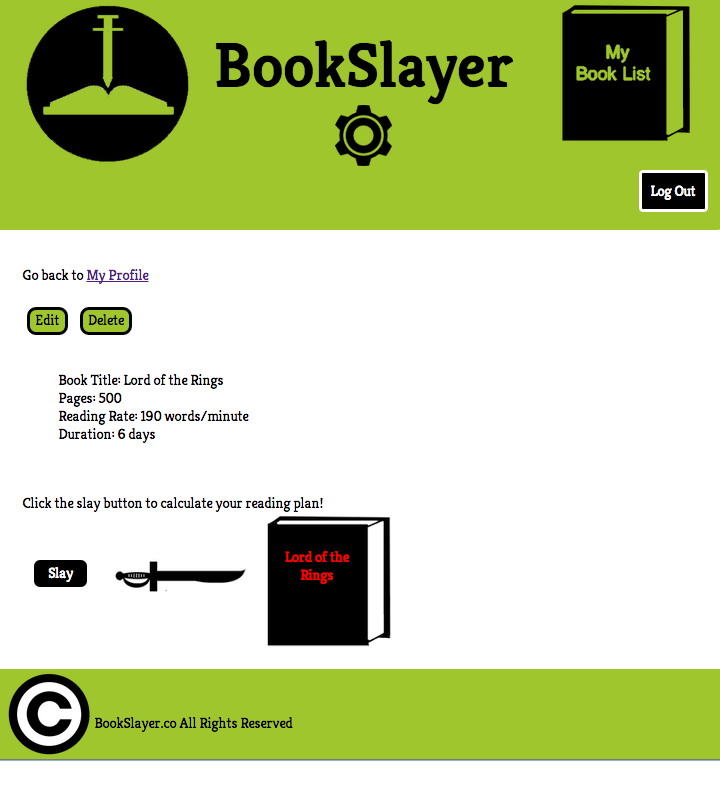 BookSlayer
My
Book List
Log Out
Go back to My Profile
Edit Delete
Book Title: Lord of the Rings
Pages: 500
Reading Rate: 190 words/minute
Duration: 6 days
Click the slay button to calculate your reading plan!
Lord of the
Rings
Slay
C
BookSlayer.co All Rights Reserved